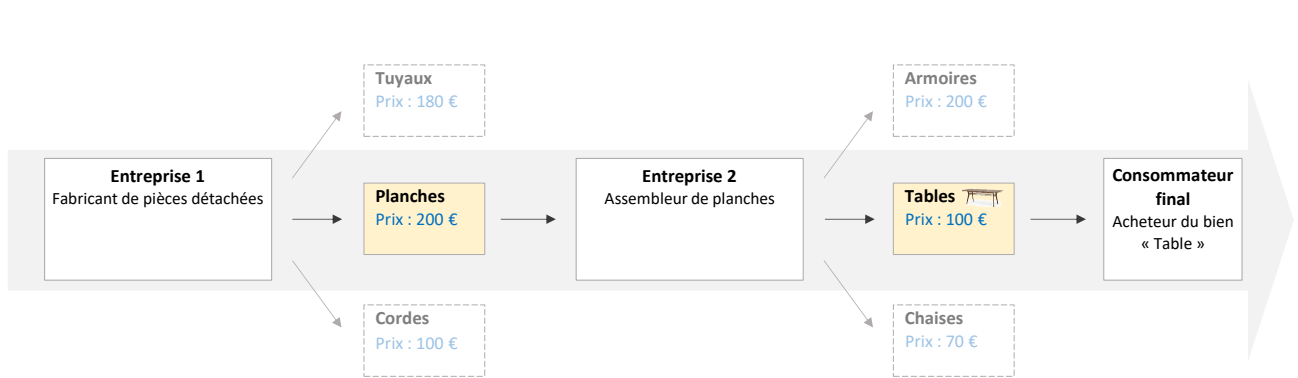 Tuyaux
Prix : 180 €
Armoires
Prix : 200 €
Entreprise 1
Fabricant de pièces détachées
Planches
Prix : 200 €
Entreprise 2
Assembleur de planches
Tables
Prix : 100 €
Consommateur
final
Acheteur du bien
« Table »
Cordes
Prix : 100 €
Chaises
Prix : 70 €